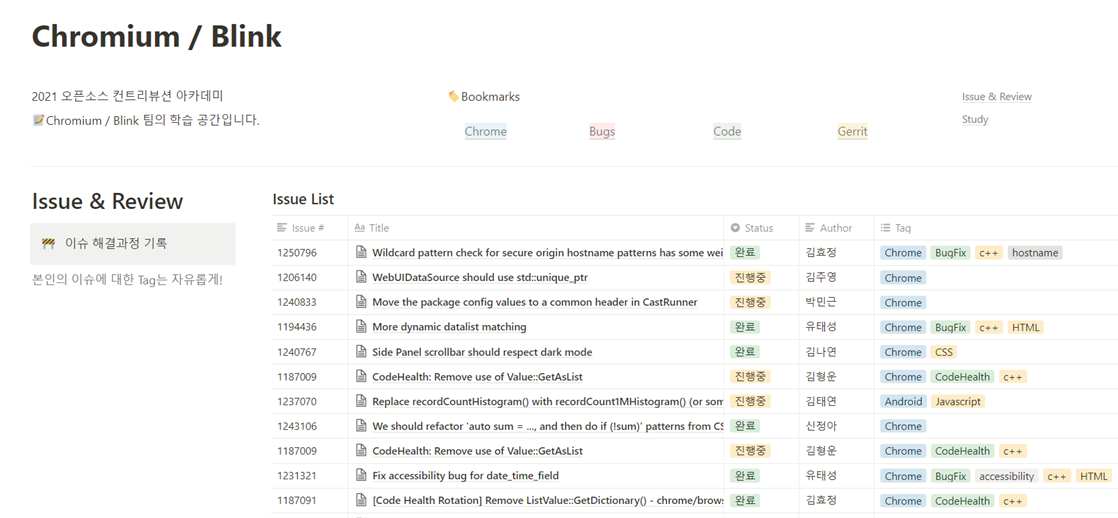 Chromium / Blink
2021 오픈소스 컨트리뷰션 아카데미
Chromium / Blink 팀의 학습 공간입니다.
Bookmarks
Chrome Bugs Code Gerrit
Issue & Review
Study
Issue & Review
이슈 해결과정 기록
본인의 이슈에 대한 Tag는 자유롭게!
Issue List
Issue # Aa Title Status Author Tag
1250796 Wildcard pattern check for secure origin hostname patterns has some wei 완료 김효정 Chrome BugFix c++ hostname
1206140 WebUIDataSource should use std::unique_ptr 진행중 김주영 Chrome
1240833 Move the package config values to a common header in CastRunner 진행중 박민근 Chrome
1194436 More dynamic datalist matching 완료 유태성 Chrome BugFix c++ HTML
1240767 Side Panel scrollbar should respect dark mode 완료 김나연 Chrome CSS
1187009 CodeHealth: Remove use of Value::GetAsList 진행중 김형운 Chrome CodeHealth c++
1237070 Replace recordCountHistogram() with recordCount1MHistogram() (or som 진행중 김태연 Android Javascript
1243106 We should refactor 'auto sum = ..., and then do if (!sum)' patterns from CS 완료 신정아 Chrome
1187009 CodeHealth: Remove use of Value::GetAsList 진행중 김형운 Chrome CodeHealth c++
1231321 Fix accessibility bug for date_time_field 완료 유태성 Chrome BugFix accessibility c++ HTML
1187091 [Code Health Rotation] Remove ListValue::GetDictionary() - chrome/brows 완료 김효정 Chrome CodeHealth c++